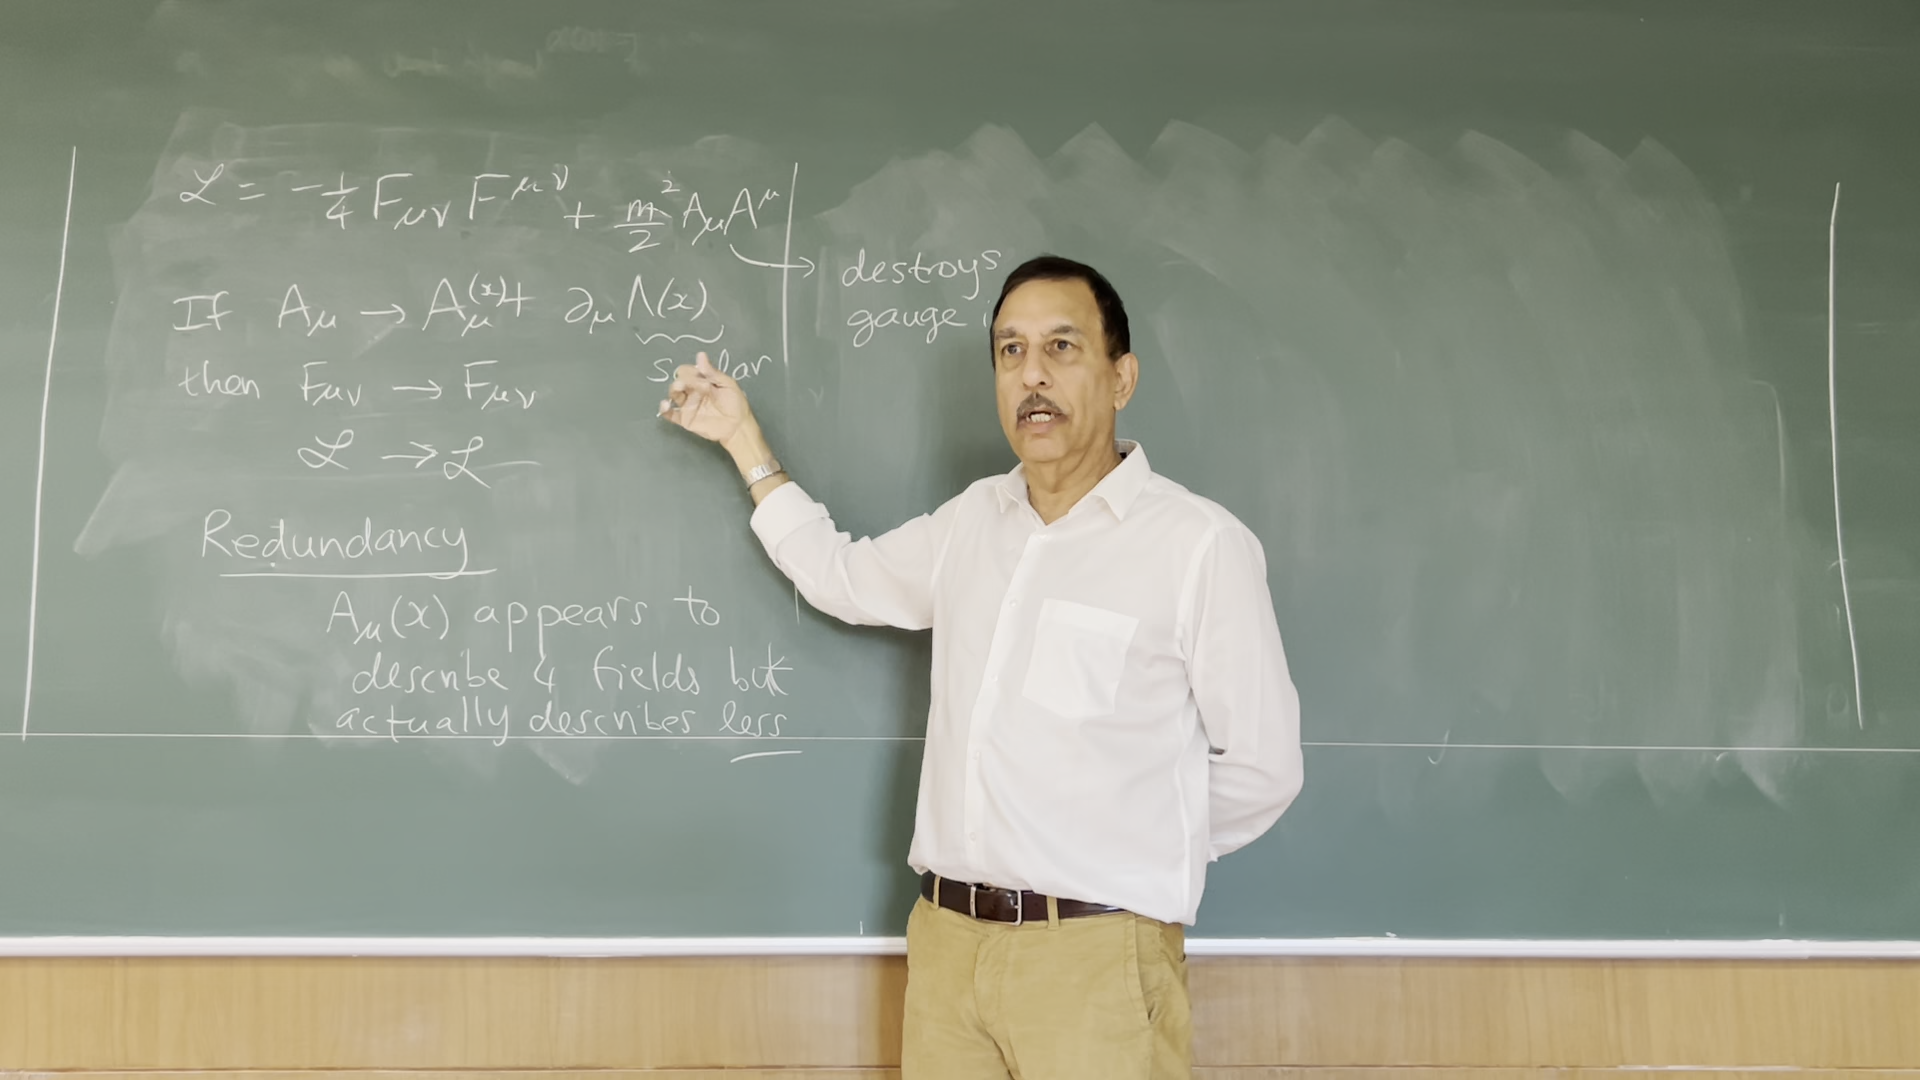 ℒ = -1/4 Fμν F^μν + m²/2 Aμ A^μ
If Aμ → Aμ(x) + ∂μ Λ(x)
scalar
then Fμν → Fμν
ℒ → ℒ
Redundancy
Aμ(x) appears to
describe 4 fields but
actually describes less
destroys
gauge i